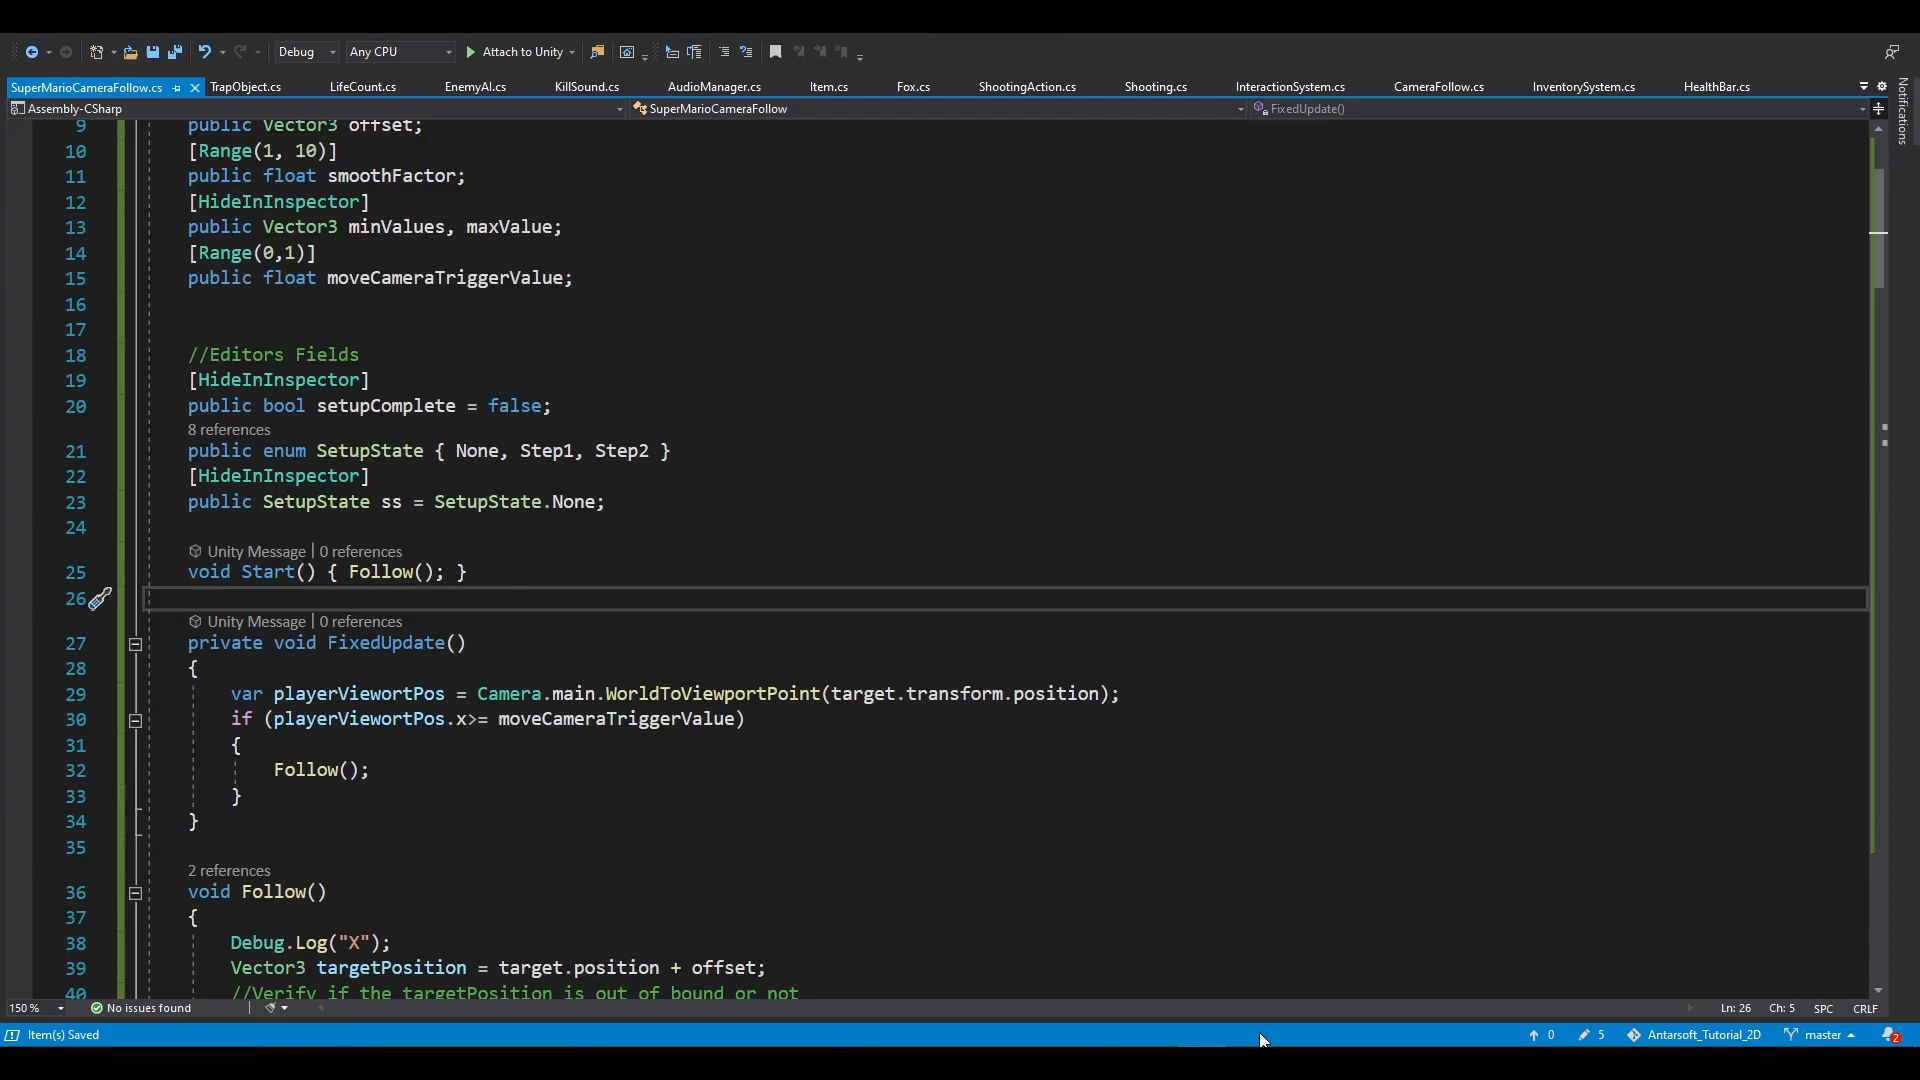 Debug
Any CPU
Attach to Unity
SuperMarioCameraFollow.cs
TrapObject.cs
LifeCount.cs
EnemyAI.cs
KillSound.cs
AudioManager.cs
Item.cs
Fox.cs
ShootingAction.cs
Shooting.cs
InteractionSystem.cs
CameraFollow.cs
InventorySystem.cs
HealthBar.cs
Notifications
Assembly-CSharp
SuperMarioCameraFollow
FixedUpdate()
9 public Vector3 offset;
10 [Range(1, 10)]
11 public float smoothFactor;
12 [HideInInspector]
13 public Vector3 minValues, maxValue;
14 [Range(0,1)]
15 public float moveCameraTriggerValue;
16
17
18 //Editors Fields
19 [HideInInspector]
20 public bool setupComplete = false;
8 references
21 public enum SetupState { None, Step1, Step2 }
22 [HideInInspector]
23 public SetupState ss = SetupState.None;
24
Unity Message | 0 references
25 void Start() { Follow(); }
26
Unity Message | 0 references
27 private void FixedUpdate()
28 {
29 var playerViewortPos = Camera.main.WorldToViewportPoint(target.transform.position);
30 if (playerViewortPos.x>= moveCameraTriggerValue)
31 {
32 Follow();
33 }
34 }
35
2 references
36 void Follow()
37 {
38 Debug.Log("X");
39 Vector3 targetPosition = target.position + offset;
40 //Verify if the targetPosition is out of bound or not
150 %
No issues found
Ln: 26
Ch: 5
SPC
CRLF
Item(s) Saved
0
5
Antarsoft_Tutorial_2D
master
2